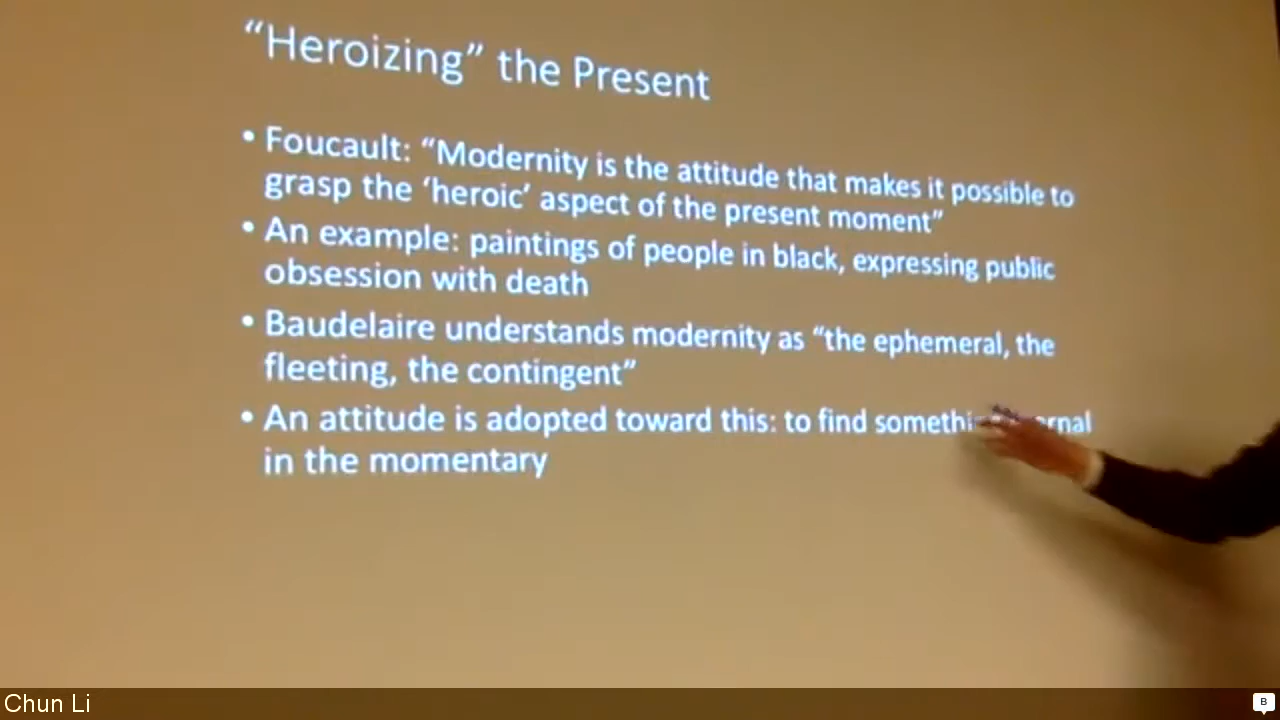 “Heroizing” the Present
• Foucault: “Modernity is the attitude that makes it possible to
grasp the ‘heroic’ aspect of the present moment”
• An example: paintings of people in black, expressing public
obsession with death
• Baudelaire understands modernity as “the ephemeral, the
fleeting, the contingent”
• An attitude is adopted toward this: to find
in the momentary
Chun Li
B